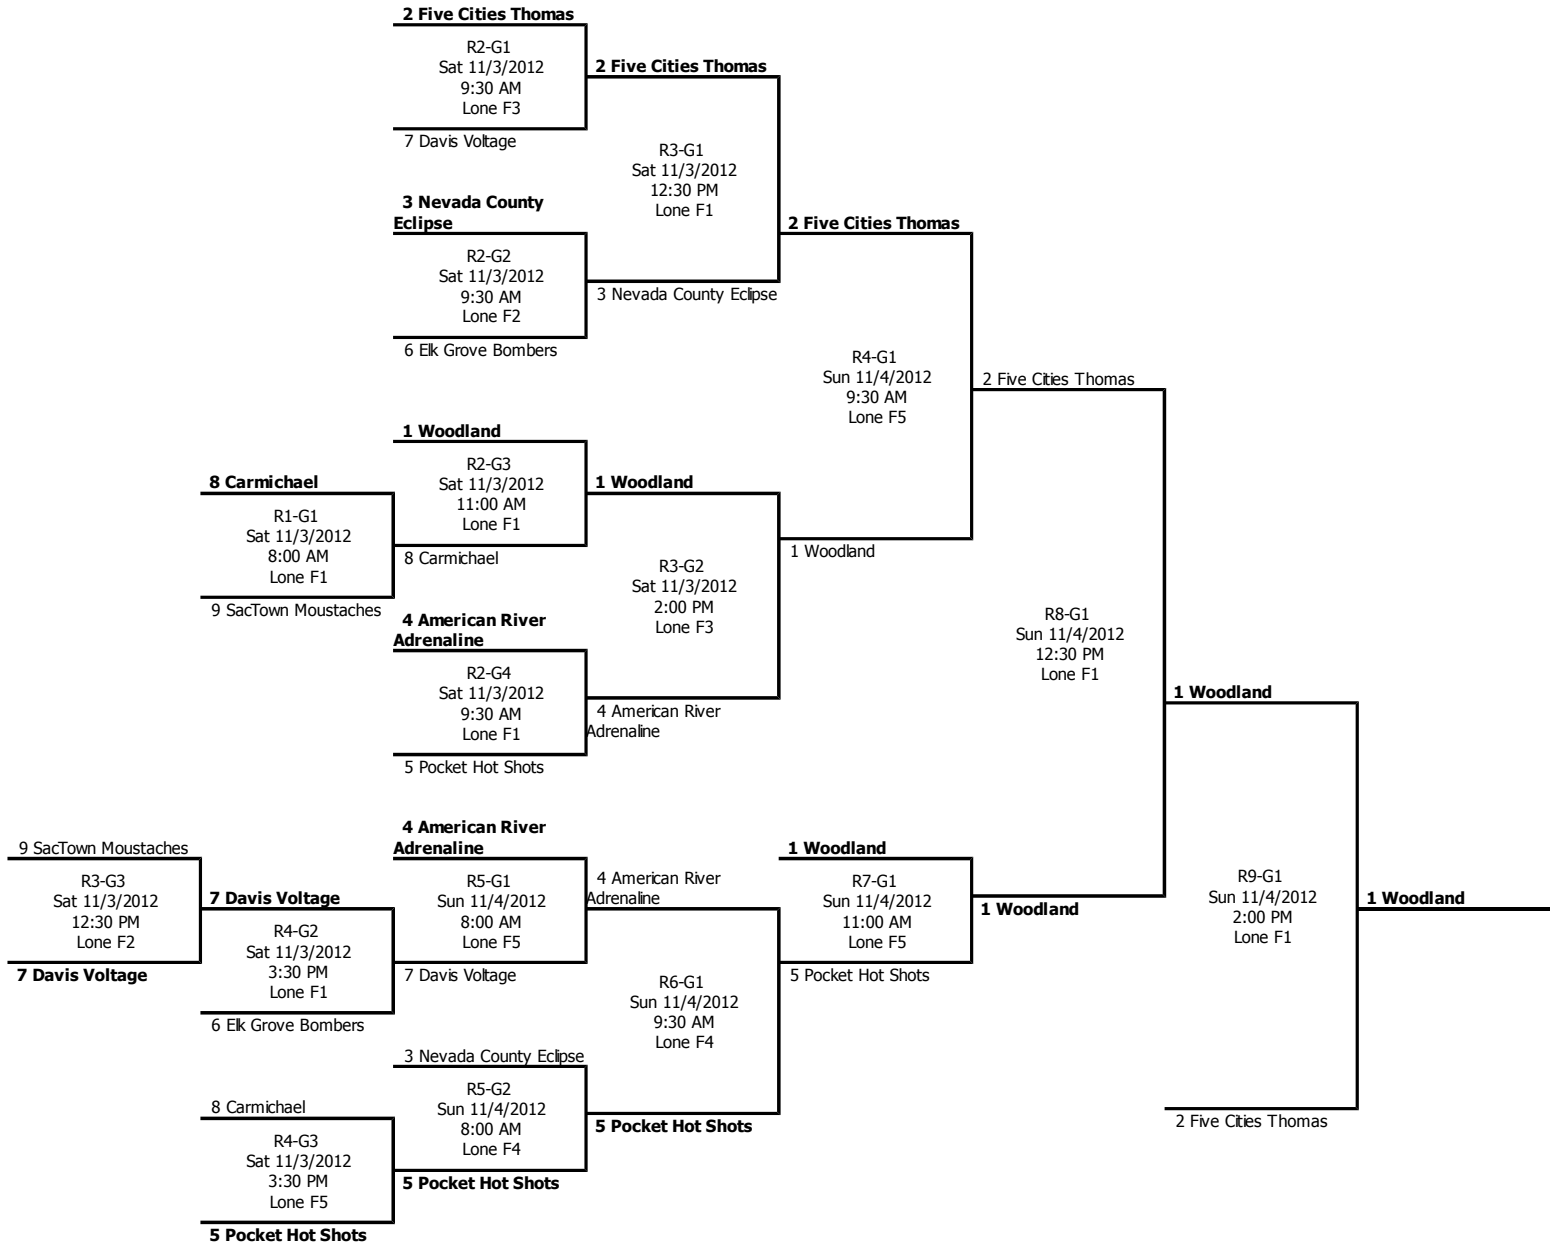 2 Five Cities Thomas
R2-G1
Sat 11/3/2012
9:30 AM
Lone F3
7 Davis Voltage
2 Five Cities Thomas
R3-G1
Sat 11/3/2012
12:30 PM
Lone F1
3 Nevada County
Eclipse
R2-G2
Sat 11/3/2012
9:30 AM
Lone F2
6 Elk Grove Bombers
3 Nevada County Eclipse
2 Five Cities Thomas
R4-G1
Sun 11/4/2012
9:30 AM
Lone F5
2 Five Cities Thomas
1 Woodland
R2-G3
Sat 11/3/2012
11:00 AM
Lone F1
8 Carmichael
8 Carmichael
R1-G1
Sat 11/3/2012
8:00 AM
Lone F1
9 SacTown Moustaches
1 Woodland
R3-G2
Sat 11/3/2012
2:00 PM
Lone F3
1 Woodland
4 American River
Adrenaline
R2-G4
Sat 11/3/2012
9:30 AM
Lone F1
5 Pocket Hot Shots
4 American River
Adrenaline
R8-G1
Sun 11/4/2012
12:30 PM
Lone F1
1 Woodland
9 SacTown Moustaches
R3-G3
Sat 11/3/2012
12:30 PM
Lone F2
7 Davis Voltage
7 Davis Voltage
R4-G2
Sat 11/3/2012
3:30 PM
Lone F1
6 Elk Grove Bombers
4 American River
Adrenaline
R5-G1
Sun 11/4/2012
8:00 AM
Lone F5
7 Davis Voltage
4 American River
Adrenaline
R6-G1
Sun 11/4/2012
9:30 AM
Lone F4
1 Woodland
R7-G1
Sun 11/4/2012
11:00 AM
Lone F5
5 Pocket Hot Shots
1 Woodland
R9-G1
Sun 11/4/2012
2:00 PM
Lone F1
1 Woodland
3 Nevada County Eclipse
R5-G2
Sun 11/4/2012
8:00 AM
Lone F4
5 Pocket Hot Shots
5 Pocket Hot Shots
8 Carmichael
R4-G3
Sat 11/3/2012
3:30 PM
Lone F5
5 Pocket Hot Shots
2 Five Cities Thomas